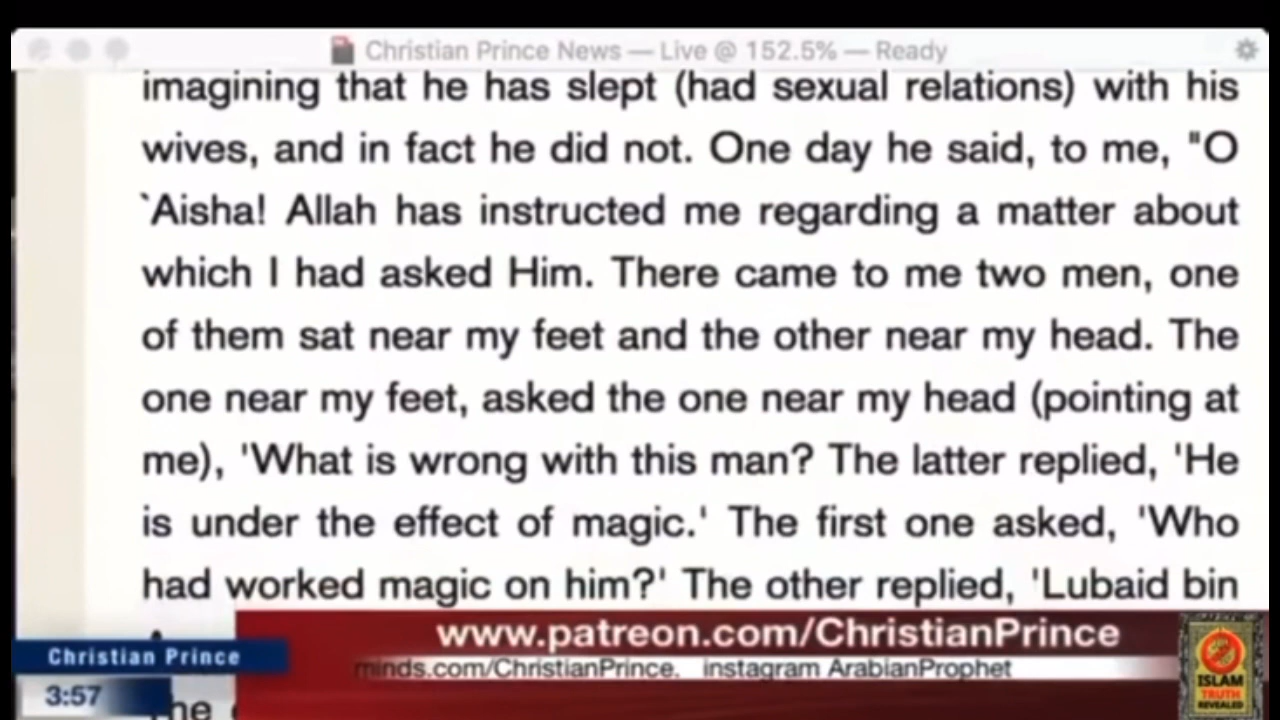 Christian Prince News — Live @ 152.5% — Ready
imagining that he has slept (had sexual relations) with his
wives, and in fact he did not. One day he said, to me, "O
`Aisha! Allah has instructed me regarding a matter about
which I had asked Him. There came to me two men, one
of them sat near my feet and the other near my head. The
one near my feet, asked the one near my head (pointing at
me), 'What is wrong with this man? The latter replied, 'He
is under the effect of magic.' The first one asked, 'Who
had worked magic on him?' The other replied, 'Lubaid bin
www.patreon.com/ChristianPrince
Christian Prince
minds.com/ChristianPrince. instagram ArabianProphet
3:57
ISLAM
TRUTH
REVEALED